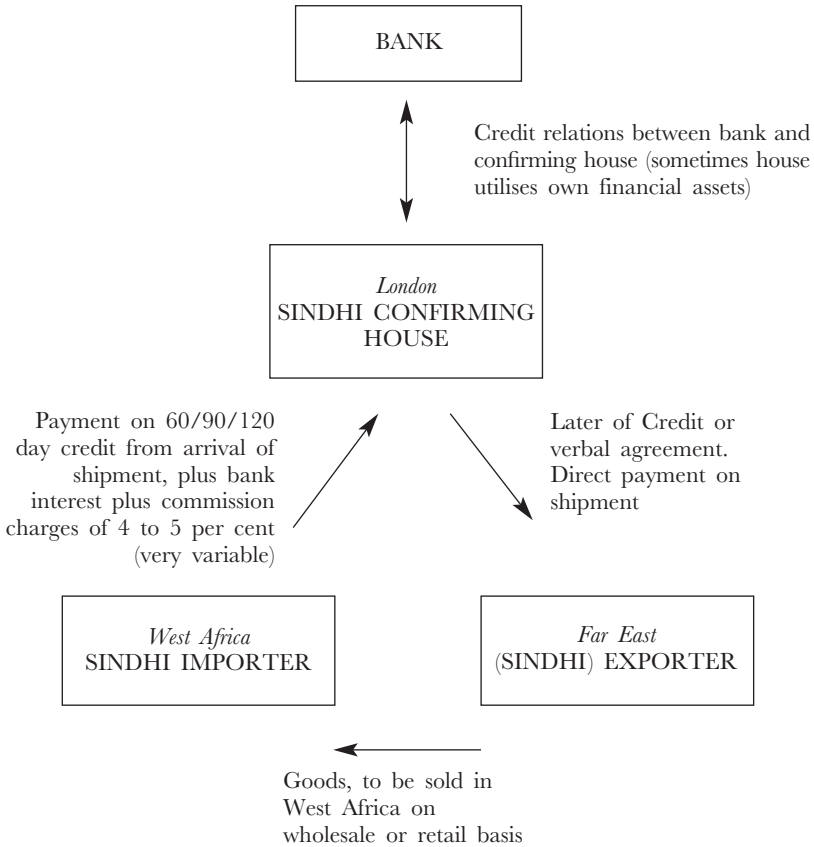 BANK
Credit relations between bank and
confirming house (sometimes house
utilises own financial assets)
London
SINDHI CONFIRMING
HOUSE
Payment on 60/90/120
day credit from arrival of
shipment, plus bank
interest plus commission
charges of 4 to 5 per cent
(very variable)
Later of Credit or
verbal agreement.
Direct payment on
shipment
West Africa
SINDHI IMPORTER
Far East
(SINDHI) EXPORTER
Goods, to be sold in
West Africa on
wholesale or retail basis